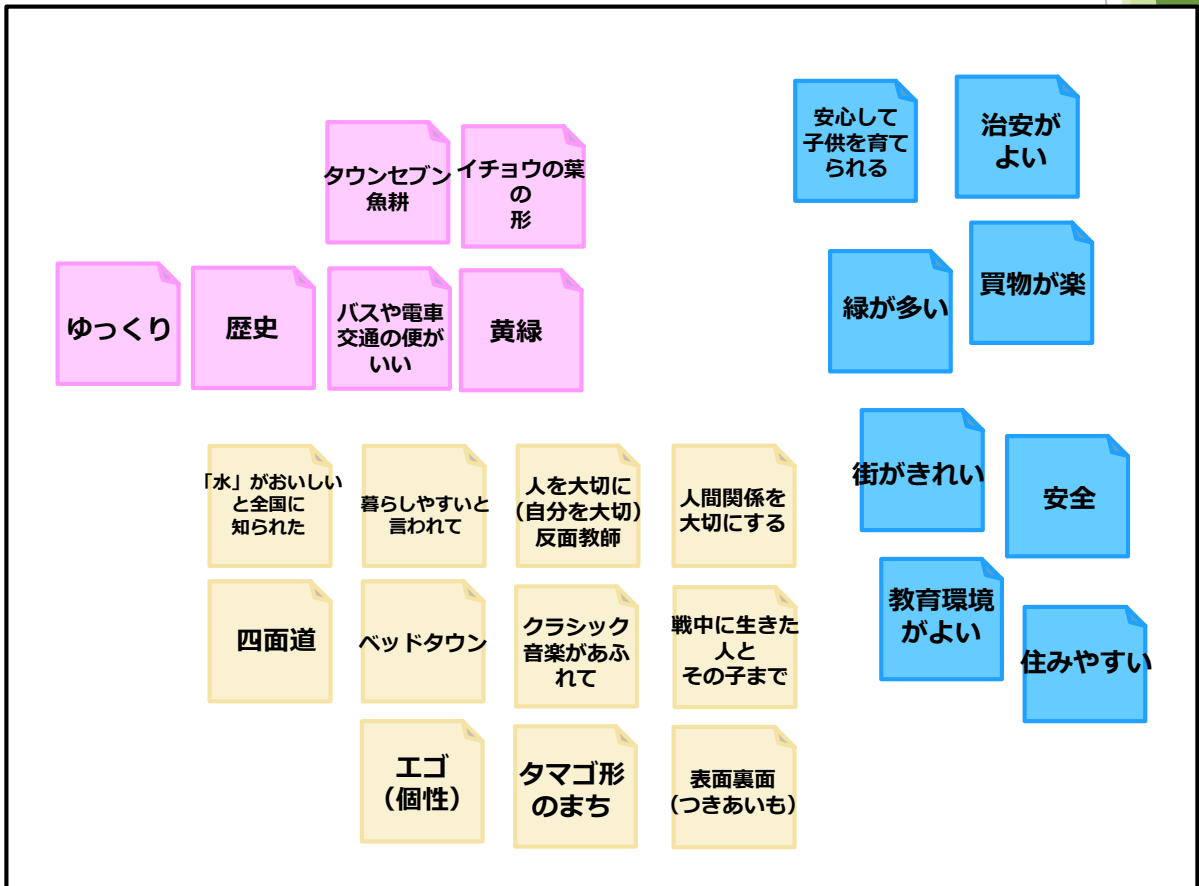 タウンセブン
魚耕
イチョウの葉
の
形
ゆっくり
歴史
バスや電車
交通の便が
いい
黄緑
安心して
子供を育て
られる
治安が
よい
緑が多い
買物が楽
街がきれい
安全
教育環境
がよい
住みやすい
「水」がおいしい
と全国に
知られた
暮らしやすいと
言われて
人を大切に
(自分を大切)
反面教師
人間関係を
大切にする
四面道
ベッドタウン
クラシック
音楽があふ
れて
戦中に生きた
人と
その子まで
エゴ
(個性)
タマゴ形
のまち
表面裏面
(つきあいも)